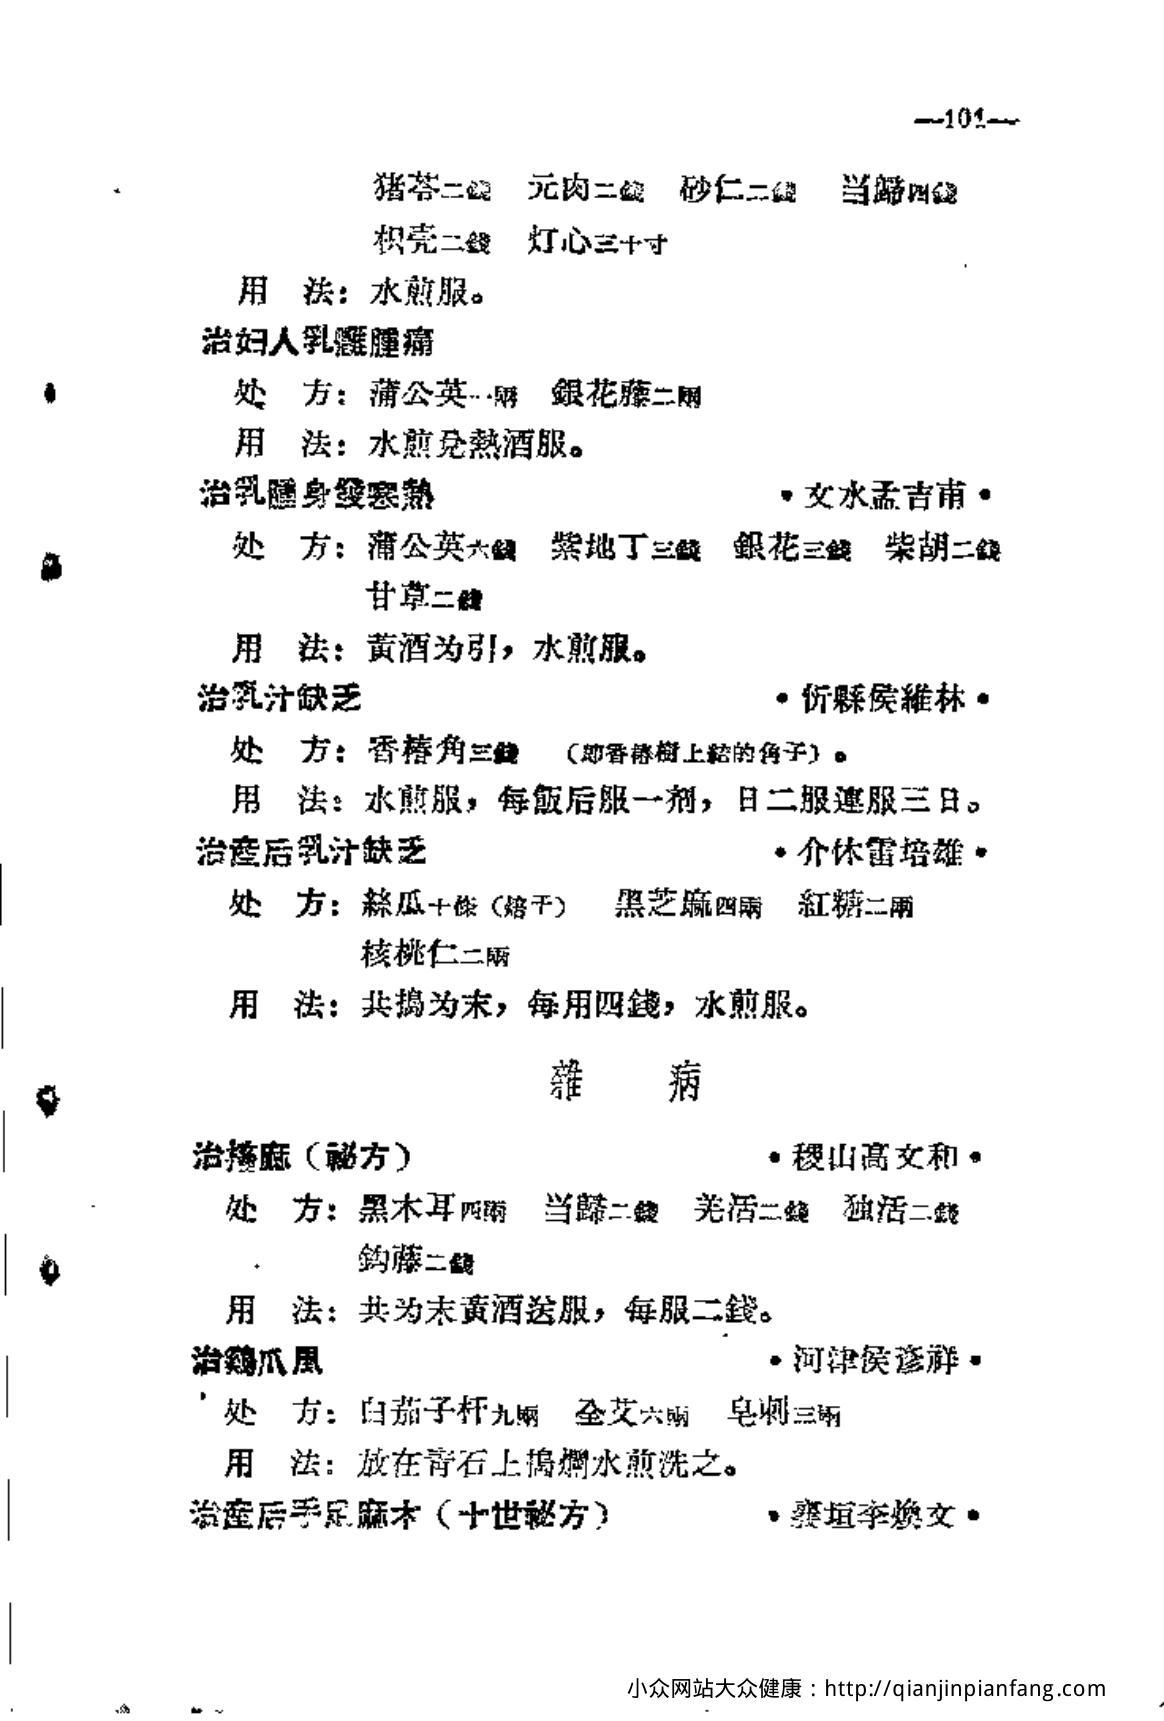 —101—
猪苓二錢　元肉二錢　砂仁二錢　当歸四錢
枳壳二錢　灯心三十寸
用　法：水煎服。
治妇人乳癰腫痛
处　方：蒲公英一兩　銀花藤二兩
用　法：水煎兌熱酒服。
治乳腫身發寒熱　•文水孟吉甫•
处　方：蒲公英六錢　紫地丁三錢　銀花三錢　柴胡二錢
甘草二錢
用　法：黃酒为引，水煎服。
治乳汁缺乏　•忻縣侯維林•
处　方：香椿角三錢　（卽香椿樹上結的角子）。
用　法：水煎服，每飯后服一剂，日二服連服三日。
治産后乳汁缺乏　•介休雷培雄•
处　方：絲瓜十條（焙干）　黑芝蔴四兩　紅糖二兩
核桃仁二兩
用　法：共搗为末，每用四錢，水煎服。
雜　病
治　麻（祕方）　•稷山高文和•
处　方：黑木耳四兩　当歸二錢　羌活二錢　独活二錢
鈎藤二錢
用　法：共为末黃酒送服，每服二錢。
治鷄爪風　•河津侯彥祥•
处　方：白茄子杆九兩　全艾六兩　皂刺三兩
用　法：放在青石上搗爛水煎洗之。
治産后手足麻木（十世祕方）　•襄垣李煥文•
小众网站大众健康：http://qianjinpianfang.com